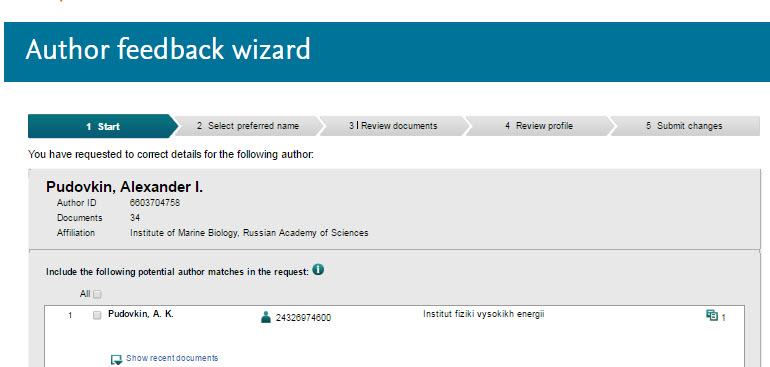 Author feedback wizard
1 Start 2 Select preferred name 3 Review documents 4 Review profile 5 Submit changes
You have requested to correct details for the following author:
Pudovkin, Alexander I.
Author ID 6603704758
Documents 34
Affiliation Institute of Marine Biology, Russian Academy of Sciences
Include the following potential author matches in the request: i
All
1 Pudovkin, A. K. 24326974600 Institut fiziki vysokikh energii 1
Show recent documents